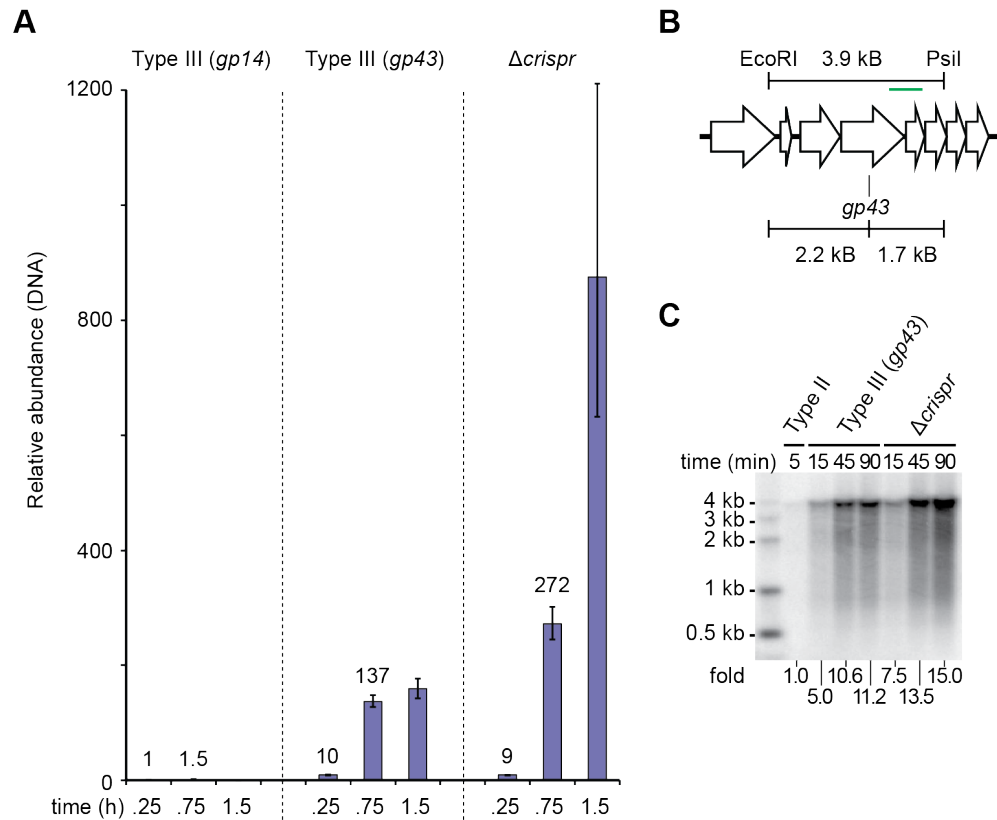 A
Type III (gp14) Type III (gp43) Δcrispr
1200
800
400
0
Relative abundance (DNA)
1 1.5 10 137 9 272
time (h) .25 .75 1.5 .25 .75 1.5 .25 .75 1.5
B
EcoRI 3.9 kB PsiI
gp43
2.2 kB 1.7 kB
C
Type II Type III (gp43) Δcrispr
time (min) 5 15 45 90 15 45 90
4 kb
3 kb
2 kb
1 kb
0.5 kb
fold 1.0 10.6 7.5 15.0
5.0 11.2 13.5